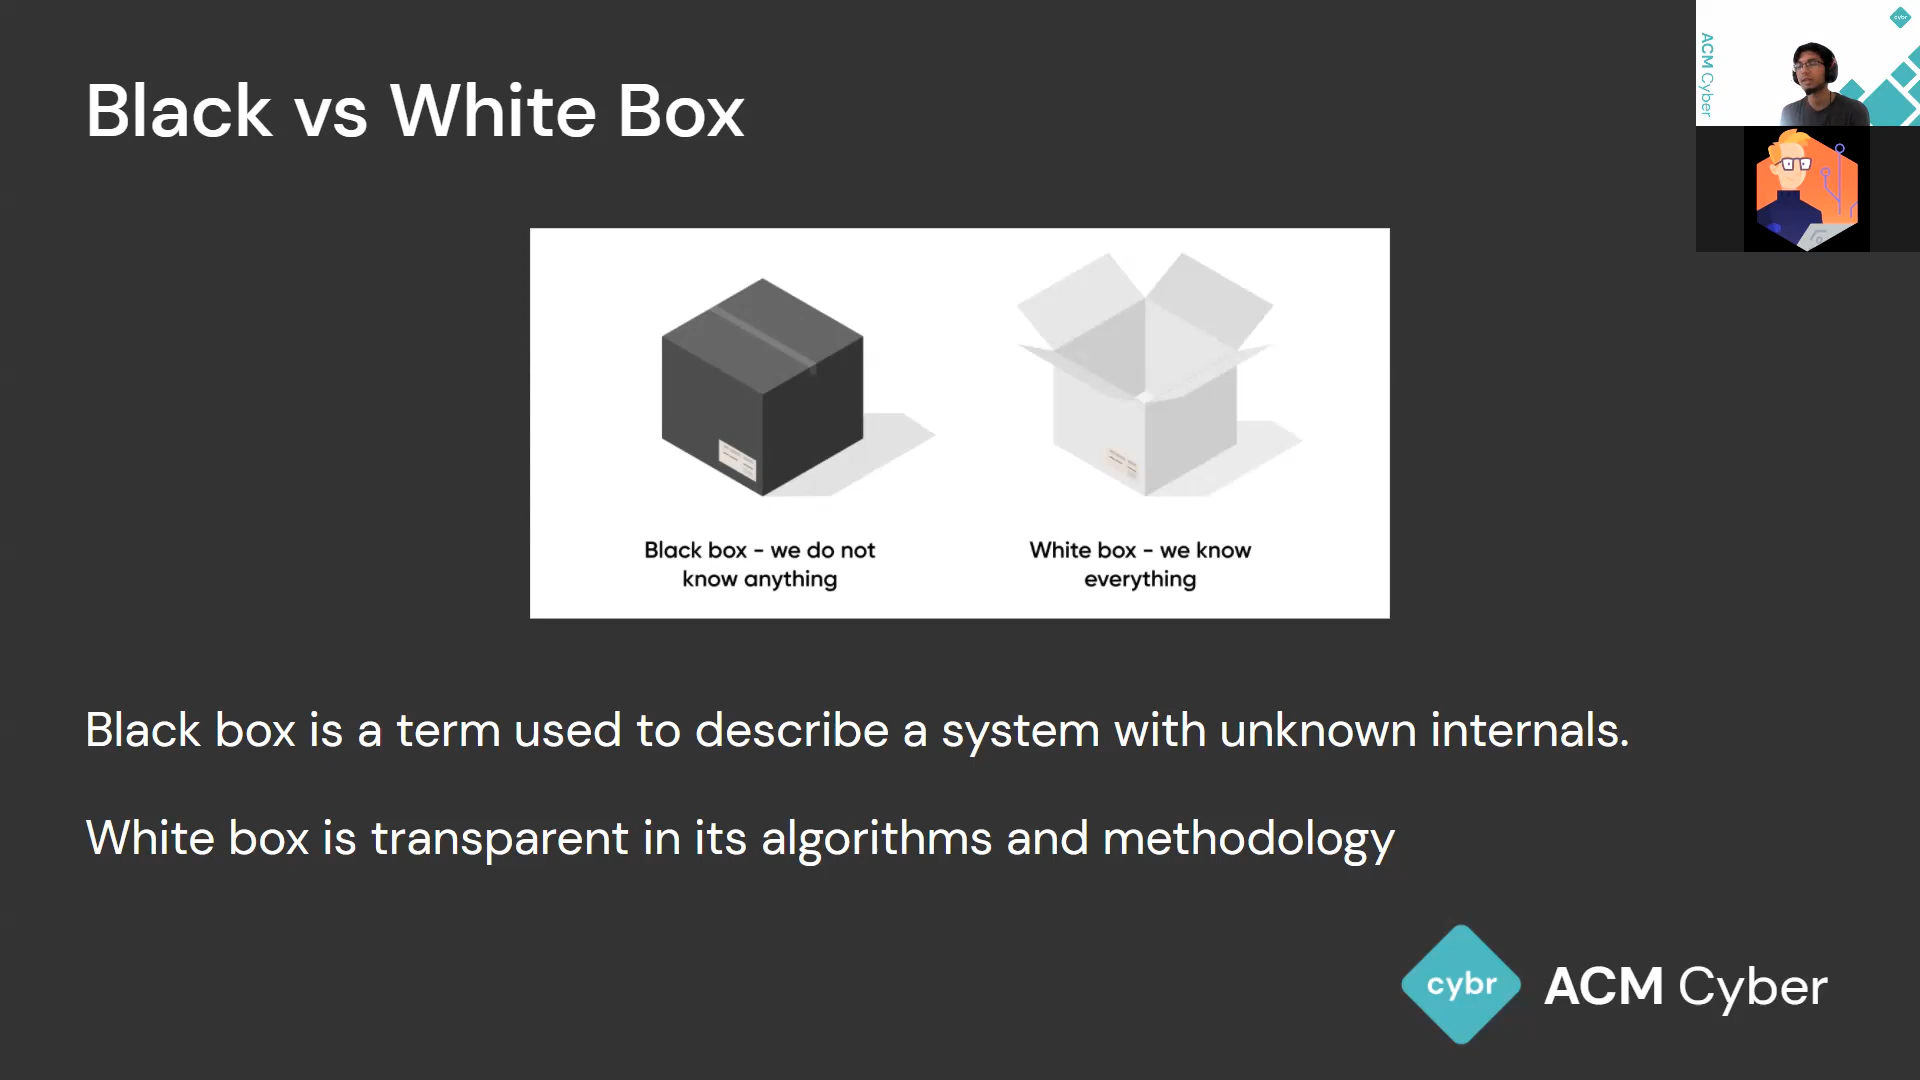 Black vs White Box
cybr
ACM Cyber
Black box - we do not
know anything
White box - we know
everything
Black box is a term used to describe a system with unknown internals.
White box is transparent in its algorithms and methodology
cybr
ACM Cyber